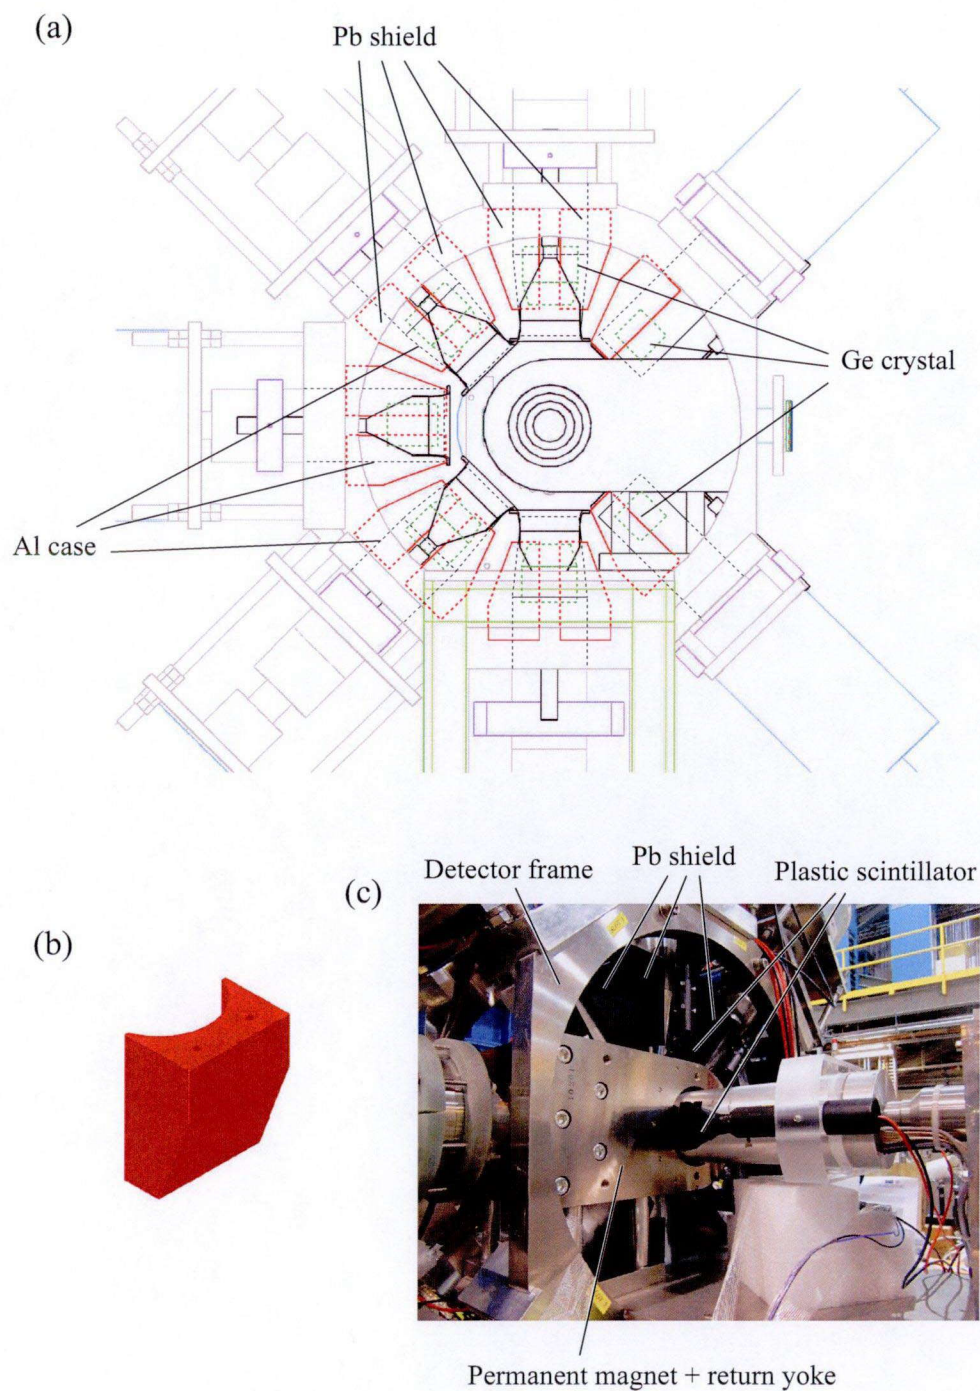 (a)
Pb shield
Ge crystal
Al case
(b)
(c)
Detector frame
Pb shield
Plastic scintillator
Permanent magnet + return yoke